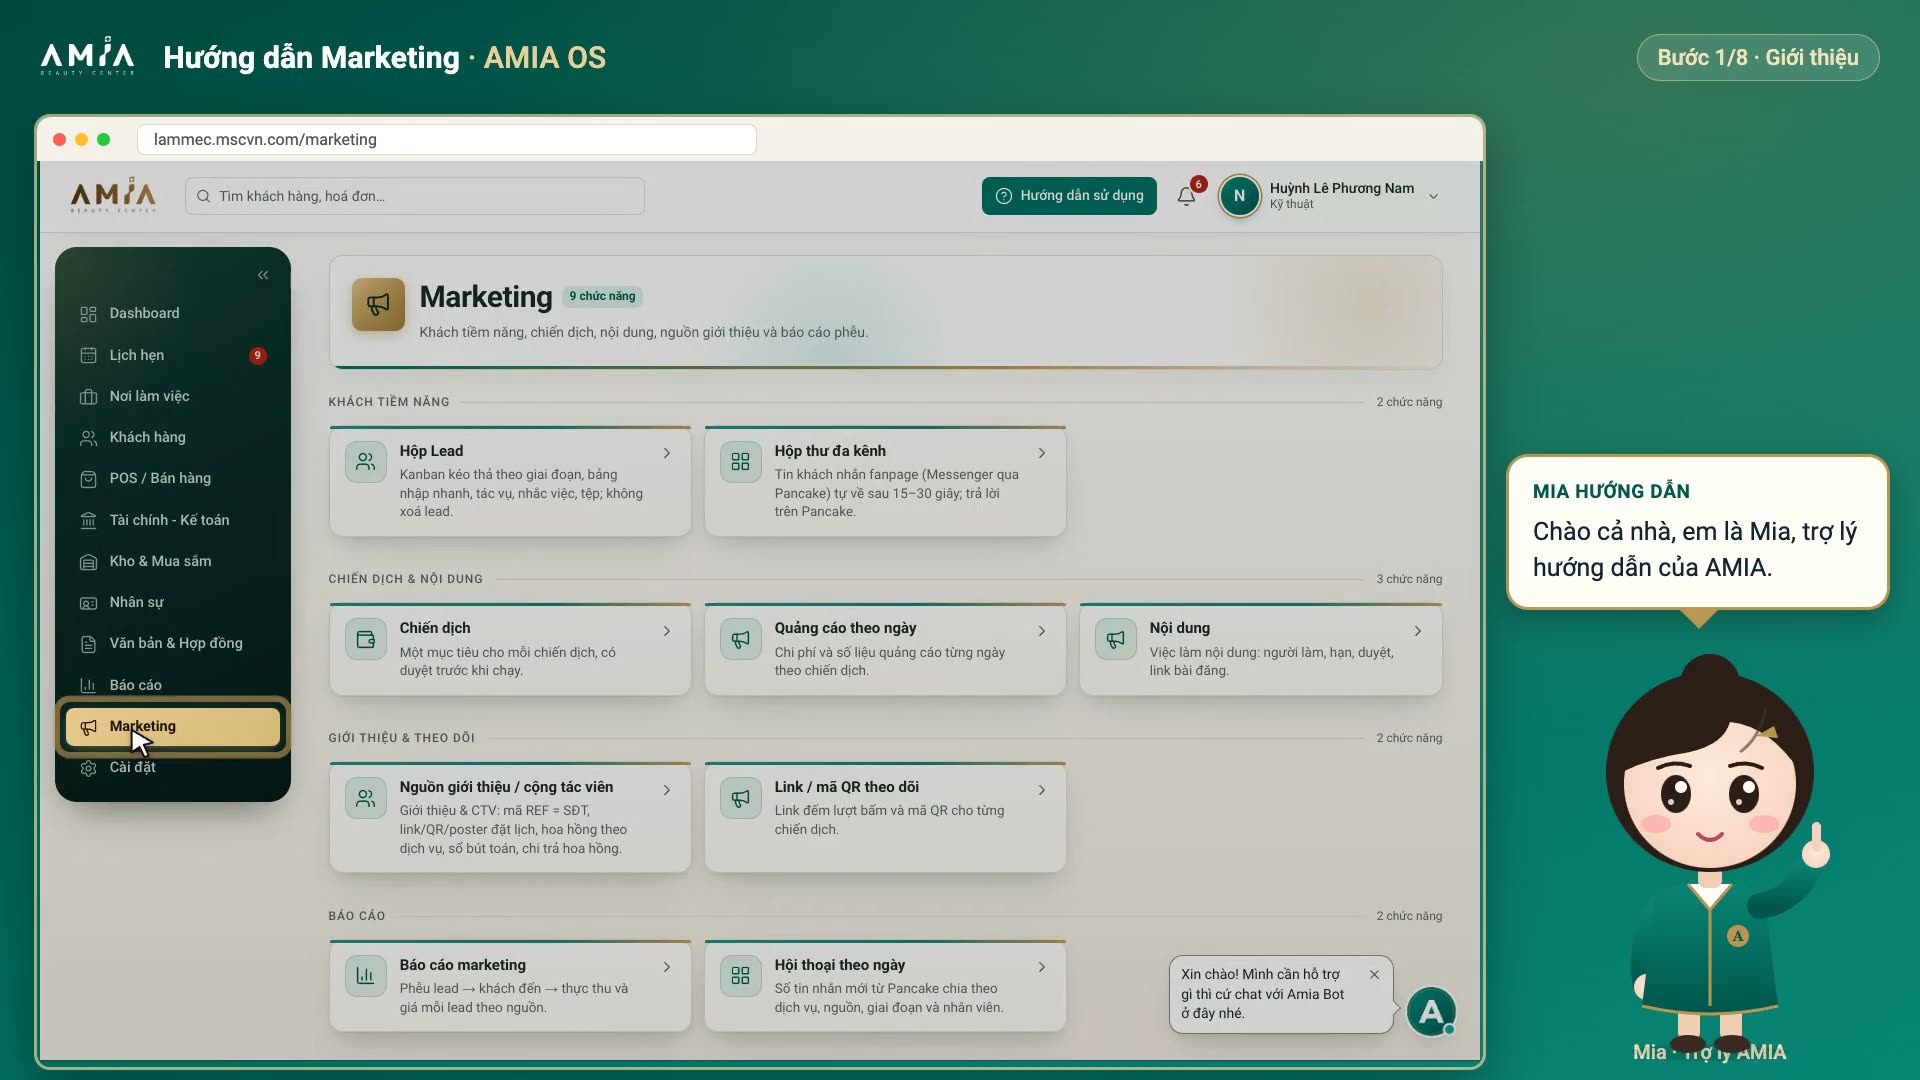 AMIA
BEAUTY CENTER
Hướng dẫn Marketing · AMIA OS
Bước 1/8 · Giới thiệu
lammec.mscvn.com/marketing
AMIA
BEAUTY CENTER
Tìm khách hàng, hoá đơn...
Hướng dẫn sử dụng
6
N
Huỳnh Lê Phương Nam
Kỹ thuật
Dashboard
Lịch hẹn
9
Nơi làm việc
Khách hàng
POS / Bán hàng
Tài chính - Kế toán
Kho & Mua sắm
Nhân sự
Văn bản & Hợp đồng
Báo cáo
Marketing
Cài đặt
Marketing
9 chức năng
Khách tiềm năng, chiến dịch, nội dung, nguồn giới thiệu và báo cáo phễu.
KHÁCH TIỀM NĂNG
2 chức năng
Hộp Lead
Kanban kéo thả theo giai đoạn, bảng
nhập nhanh, tác vụ, nhắc việc, tệp; không
xoá lead.
Hộp thư đa kênh
Tin khách nhắn fanpage (Messenger qua
Pancake) tự về sau 15–30 giây; trả lời
trên Pancake.
CHIẾN DỊCH & NỘI DUNG
3 chức năng
Chiến dịch
Một mục tiêu cho mỗi chiến dịch, có
duyệt trước khi chạy.
Quảng cáo theo ngày
Chi phí và số liệu quảng cáo từng ngày
theo chiến dịch.
Nội dung
Việc làm nội dung: người làm, hạn, duyệt,
link bài đăng.
GIỚI THIỆU & THEO DÕI
2 chức năng
Nguồn giới thiệu / cộng tác viên
Giới thiệu & CTV: mã REF = SĐT,
link/QR/poster đặt lịch, hoa hồng theo
dịch vụ, sổ bút toán, chi trả hoa hồng.
Link / mã QR theo dõi
Link đếm lượt bấm và mã QR cho từng
chiến dịch.
BÁO CÁO
2 chức năng
Báo cáo marketing
Phễu lead → khách đến → thực thu và
giá mỗi lead theo nguồn.
Hội thoại theo ngày
Số tin nhắn mới từ Pancake chia theo
dịch vụ, nguồn, giai đoạn và nhân viên.
Xin chào! Mình cần hỗ trợ
gì thì cứ chat với Amia Bot
ở đây nhé.
A
MIA HƯỚNG DẪN
Chào cả nhà, em là Mia, trợ lý
hướng dẫn của AMIA.
A
Mia · Trợ lý AMIA